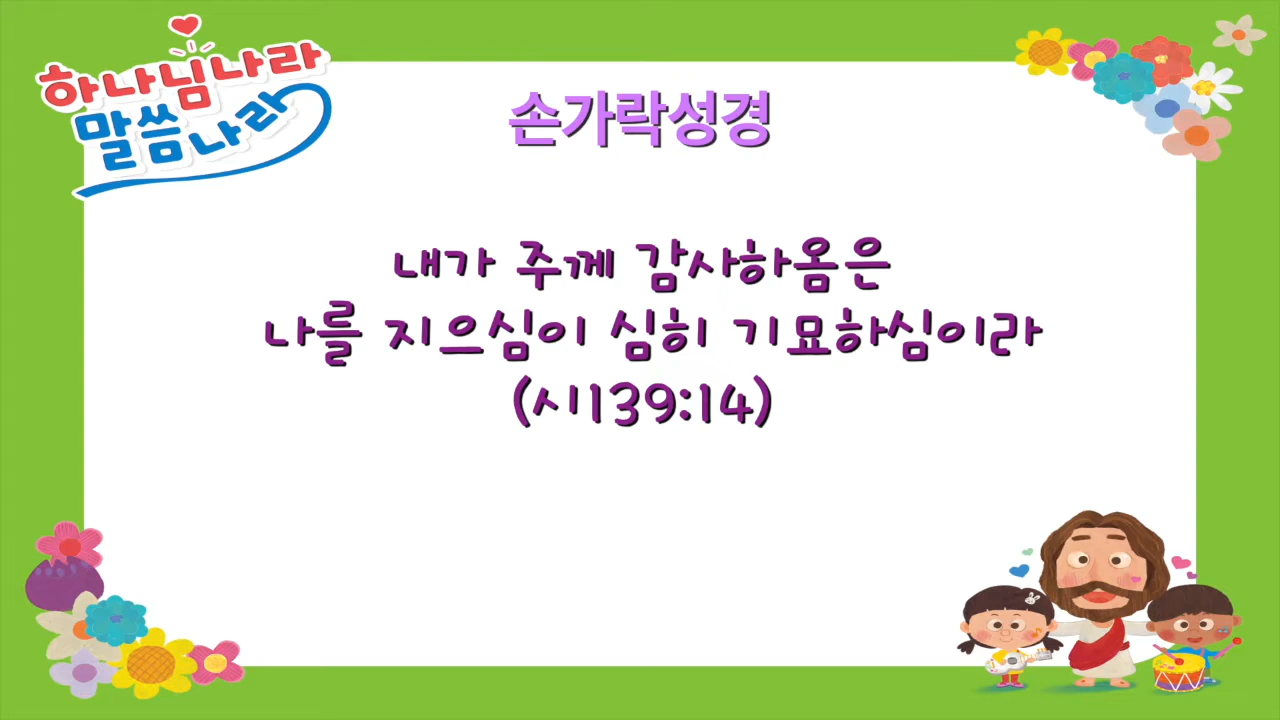 하나님나라
말씀나라
손가락성경
내가 주께 감사하옴은
나를 지으심이 심히 기묘하심이라
(시139:14)